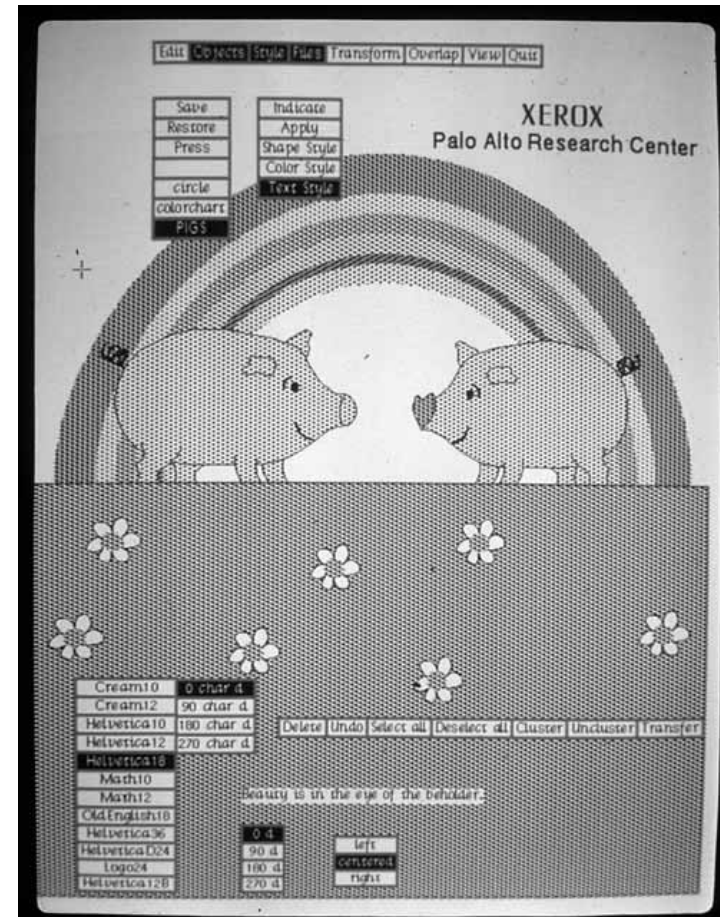 Edit Objects Style Files Transform Overlap View Quit
Save
Restore
Press
circle
colorchart
PIGS
Indicate
Apply
Shape Style
Color Style
Text Style
XEROX
Palo Alto Research Center
Cream10
Cream12
Helvetica10
Helvetica12
Helvetica18
Math10
Math12
OldEnglish18
Helvetica36
HelveticaD24
Logo24
Helvetica12B
0 char d
90 char d
180 char d
270 char d
Delete Undo Select all Deselect all Cluster Uncluster Transfer
Beauty is in the eye of the beholder.
0 d
90 d
180 d
270 d
left
centered
right